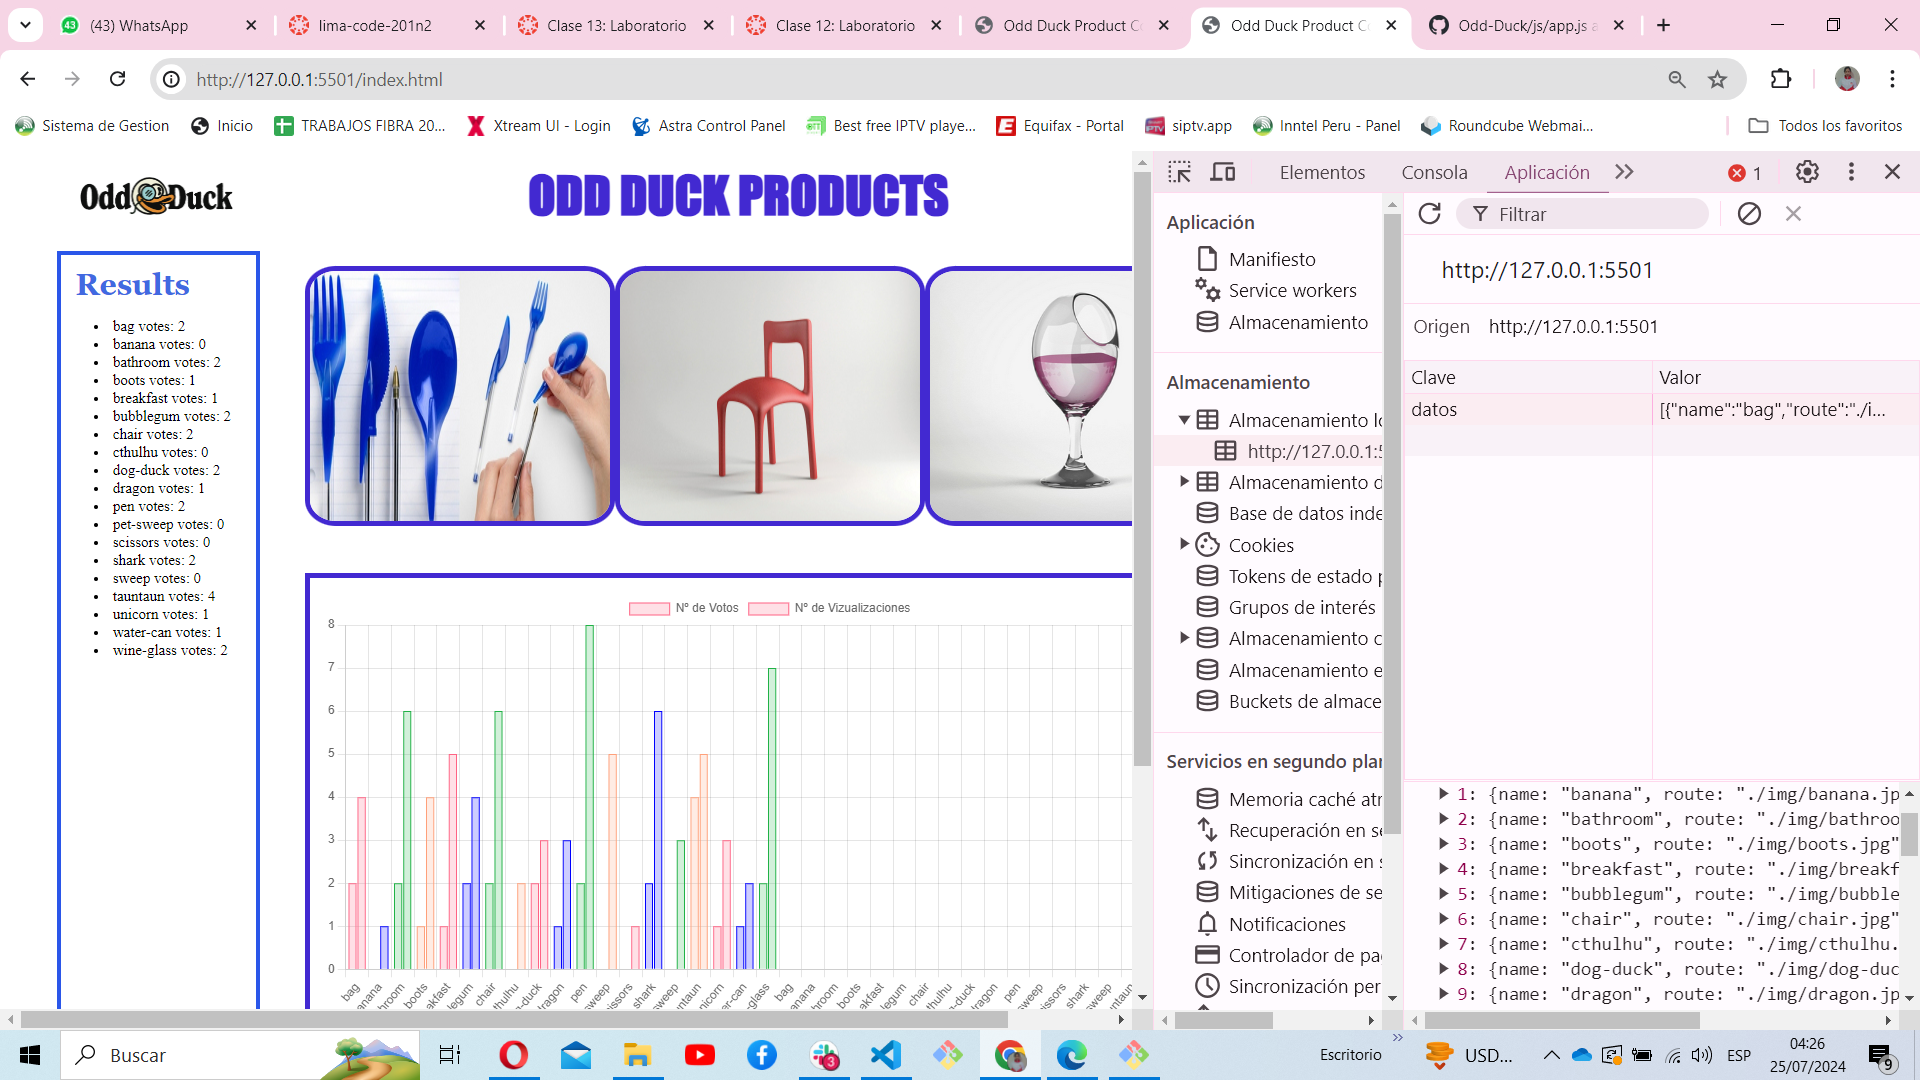 (43) WhatsApp
lima-code-201n2
Clase 13: Laboratorio
Clase 12: Laboratorio
Odd Duck Product C
Odd Duck Product C
Odd-Duck/js/app.js a
http://127.0.0.1:5501/index.html
Sistema de Gestion
Inicio
TRABAJOS FIBRA 20...
Xtream UI - Login
Astra Control Panel
Best free IPTV playe...
Equifax - Portal
siptv.app
Inntel Peru - Panel
Roundcube Webmai...
Todos los favoritos
Odd Duck
ODD DUCK PRODUCTS
Results
bag votes: 2
banana votes: 0
bathroom votes: 2
boots votes: 1
breakfast votes: 1
bubblegum votes: 2
chair votes: 2
cthulhu votes: 0
dog-duck votes: 2
dragon votes: 1
pen votes: 2
pet-sweep votes: 0
scissors votes: 0
shark votes: 2
sweep votes: 0
tauntaun votes: 4
unicorn votes: 1
water-can votes: 1
wine-glass votes: 2
N° de Votos
N° de Vizualizaciones
8
7
6
5
4
3
2
1
0
bag
anana
hroom
boots
akfast
legum
chair
thulhu
n-duck
ragon
pen
sweep
issors
shark
sweep
untaun
nicorn
er-can
glass
bag
anana
hroom
boots
akfast
legum
chair
thulhu
n-duck
ragon
pen
sweep
issors
shark
sweep
untaun
Elementos
Consola
Aplicación
1
Filtrar
Aplicación
Manifiesto
Service workers
Almacenamiento
Almacenamiento
Almacenamiento lo
http://127.0.0.1:5
Almacenamiento d
Base de datos inde
Cookies
Tokens de estado p
Grupos de interés
Almacenamiento c
Almacenamiento e
Buckets de almace
Servicios en segundo plan
Memoria caché atr
Recuperación en se
Sincronización en s
Mitigaciones de se
Notificaciones
Controlador de pa
Sincronización per
http://127.0.0.1:5501
Origen http://127.0.0.1:5501
Clave Valor
datos [{"name":"bag","route":"./i...
1: {name: "banana", route: "./img/banana.jp
2: {name: "bathroom", route: "./img/bathroo
3: {name: "boots", route: "./img/boots.jpg"
4: {name: "breakfast", route: "./img/breakf
5: {name: "bubblegum", route: "./img/bubble
6: {name: "chair", route: "./img/chair.jpg"
7: {name: "cthulhu", route: "./img/cthulhu.
8: {name: "dog-duck", route: "./img/dog-duc
9: {name: "dragon", route: "./img/dragon.jp
Buscar
3
Escritorio
USD...
ESP
04:26
25/07/2024
9